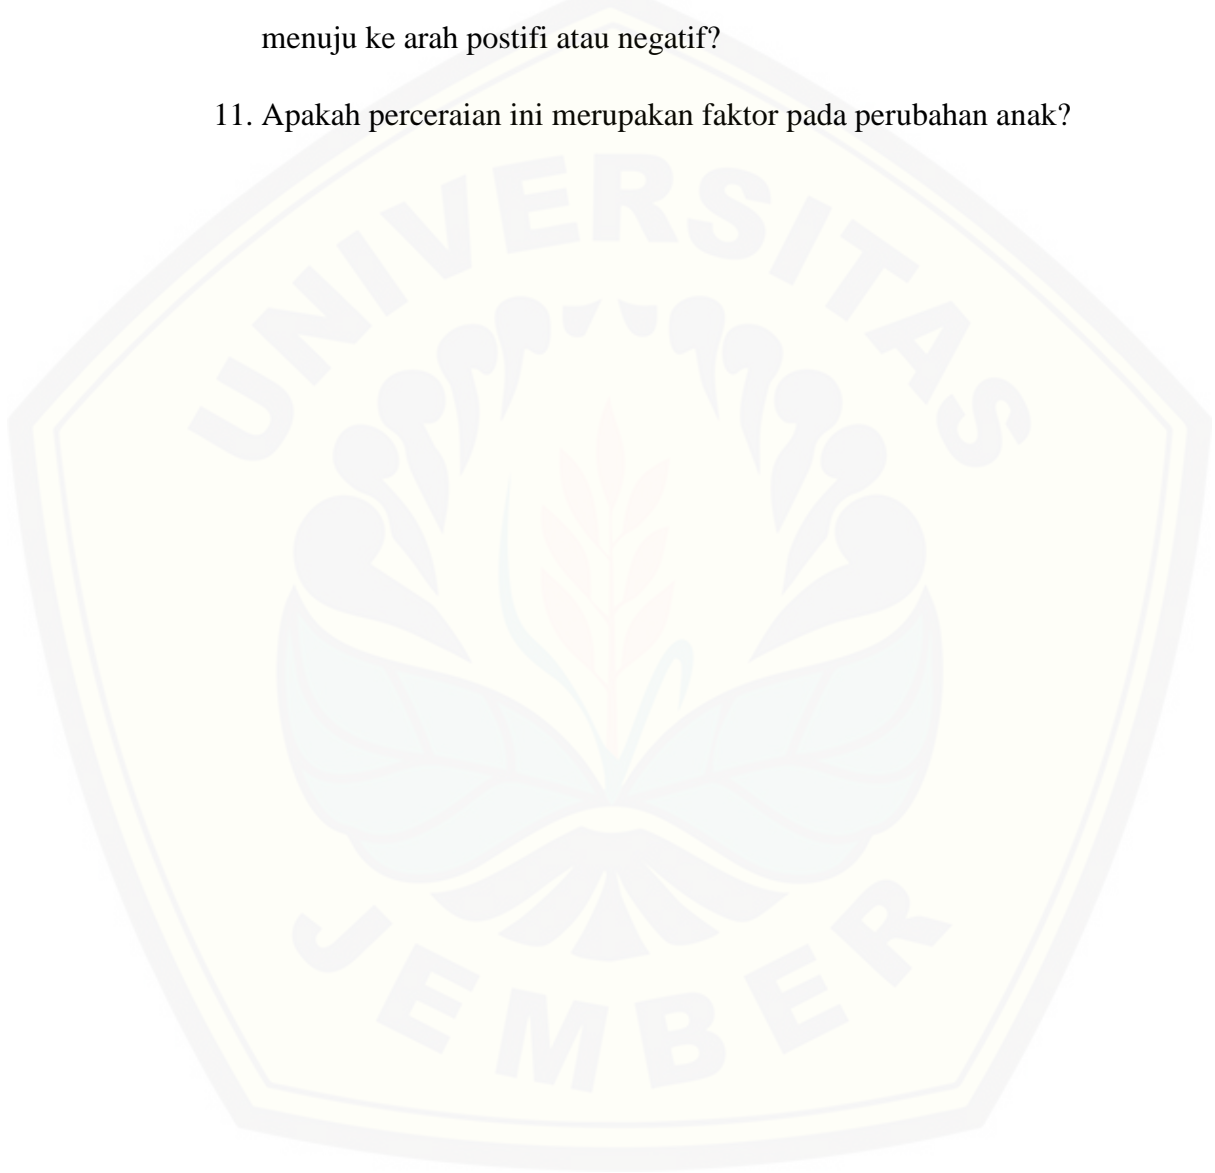 menuju ke arah postifi atau negatif?
11. Apakah perceraian ini merupakan faktor pada perubahan anak?
UNIVERSITAS
JEMBER